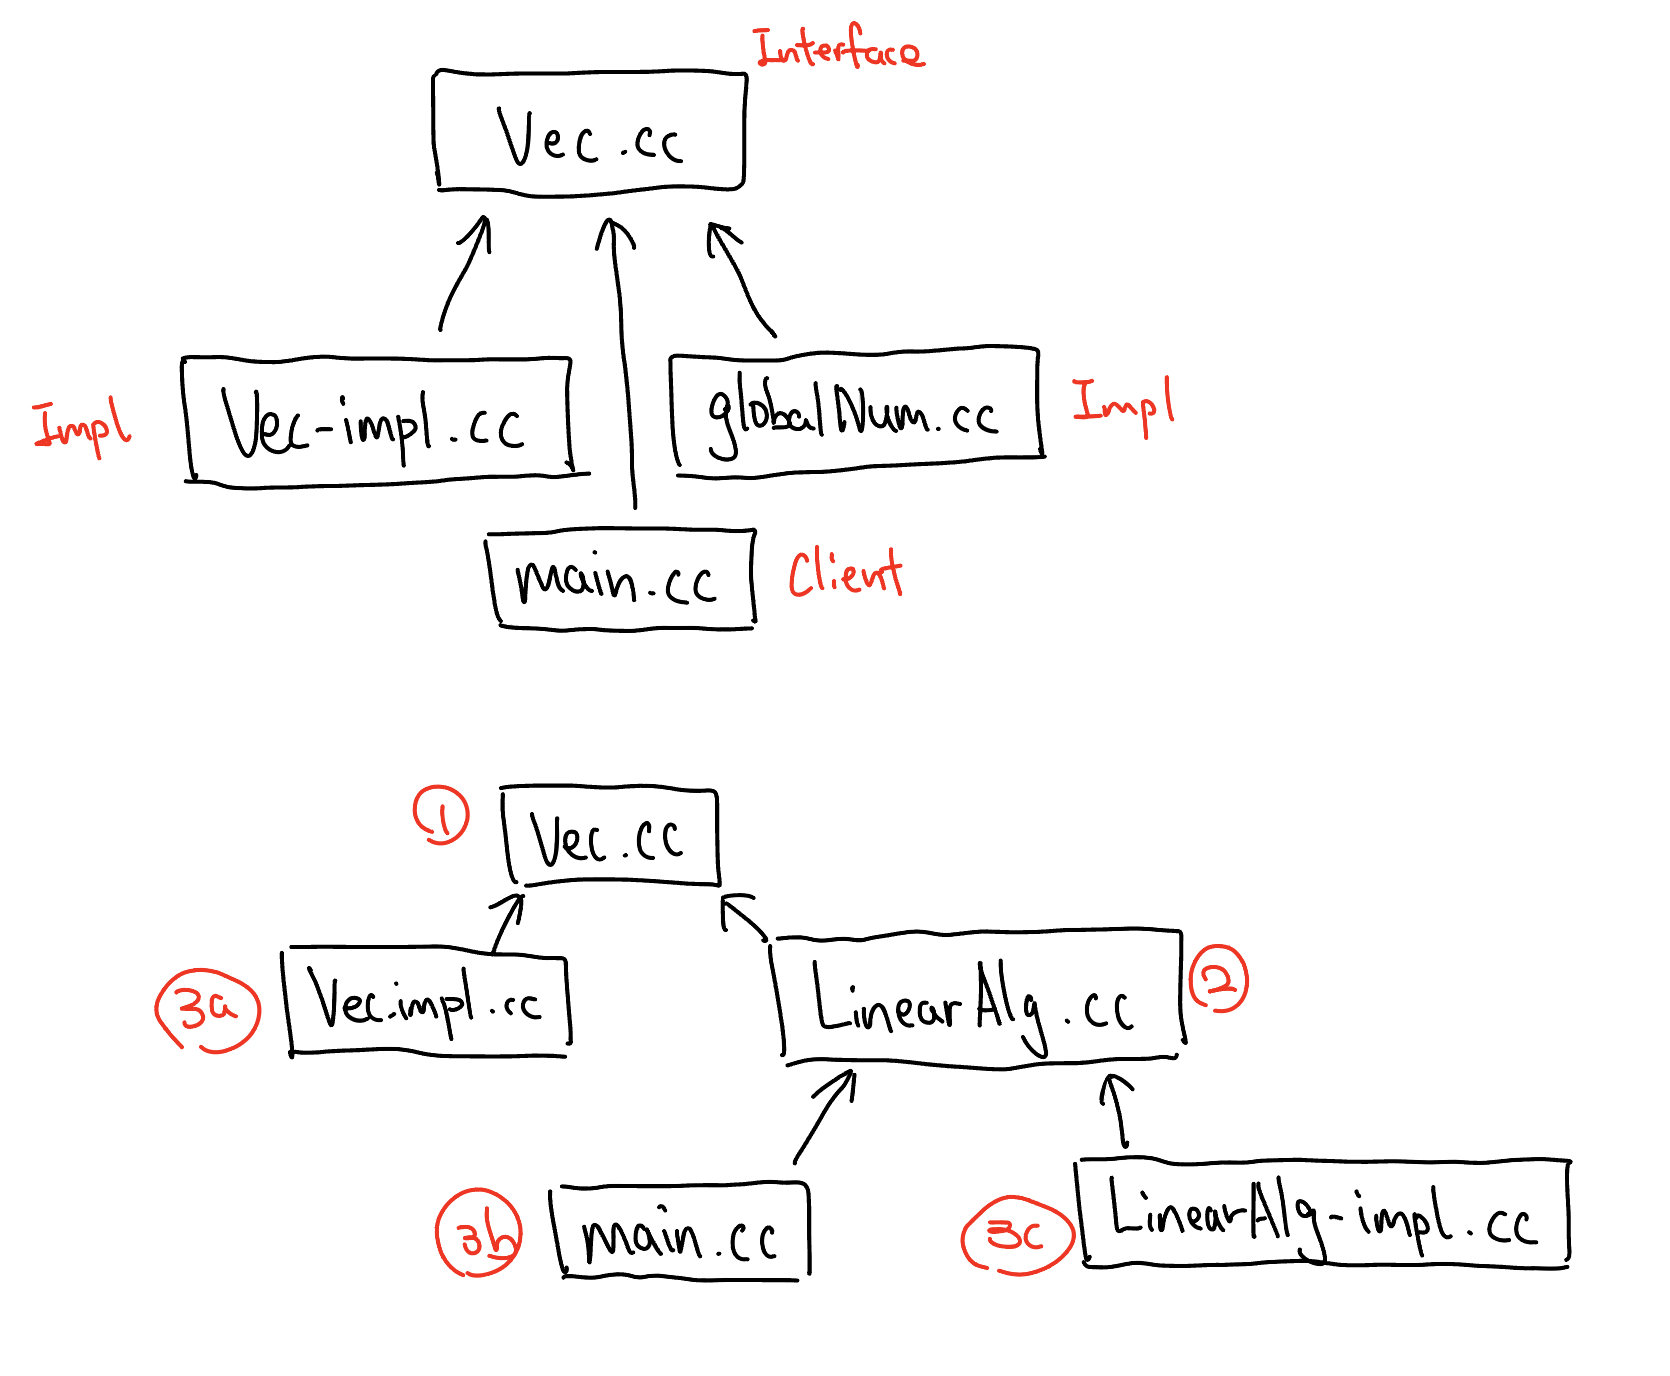 Interface
Vec.cc
Impl
Vec-impl.cc
globalNum.cc
Impl
main.cc
Client
1
Vec.cc
3a
Vec-impl.cc
LinearAlg.cc
2
3b
main.cc
3c
LinearAlg-impl.cc